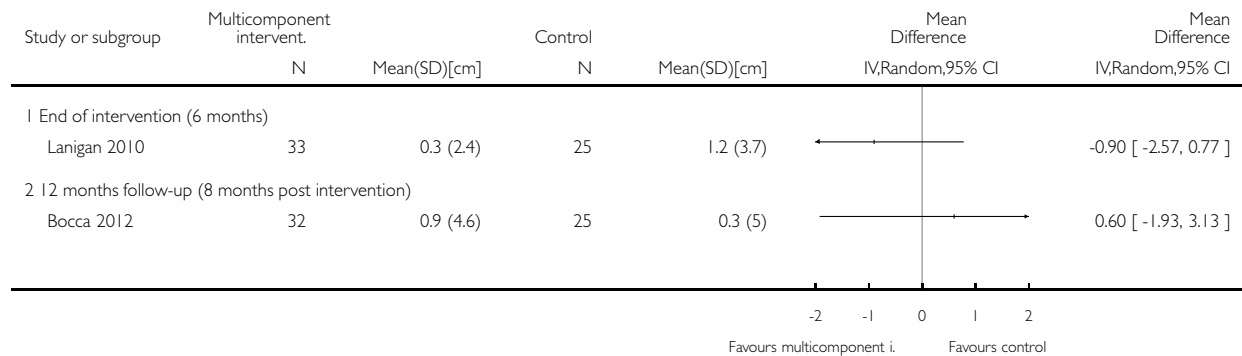 Study or subgroup Multicomponent intervent. Control Mean Difference Mean Difference
N Mean(SD)[cm] N Mean(SD)[cm] IV,Random,95% CI IV,Random,95% CI
1 End of intervention (6 months)
Lanigan 2010 33 0.3 (2.4) 25 1.2 (3.7) -0.90 [ -2.57, 0.77 ]
2 12 months follow-up (8 months post intervention)
Bocca 2012 32 0.9 (4.6) 25 0.3 (5) 0.60 [ -1.93, 3.13 ]
-2 -1 0 1 2
Favours multicomponent i. Favours control